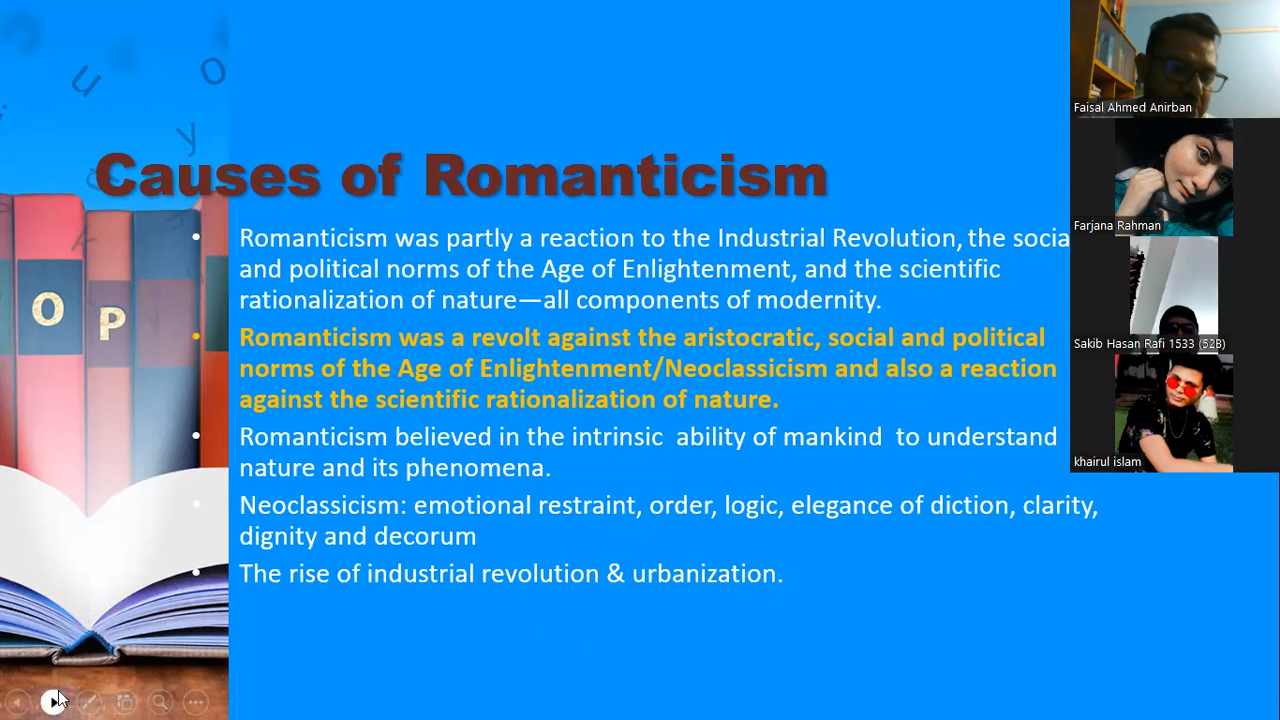 Causes of Romanticism
• Romanticism was partly a reaction to the Industrial Revolution, the socia
and political norms of the Age of Enlightenment, and the scientific
rationalization of nature—all components of modernity.
• Romanticism was a revolt against the aristocratic, social and political
norms of the Age of Enlightenment/Neoclassicism and also a reaction
against the scientific rationalization of nature.
• Romanticism believed in the intrinsic ability of mankind to understand
nature and its phenomena.
• Neoclassicism: emotional restraint, order, logic, elegance of diction, clarity,
dignity and decorum
• The rise of industrial revolution & urbanization.
Faisal Ahmed Anirban
Farjana Rahman
Sakib Hasan Rafi 1533 (52B)
khairul islam
u
o
y
k
O
P